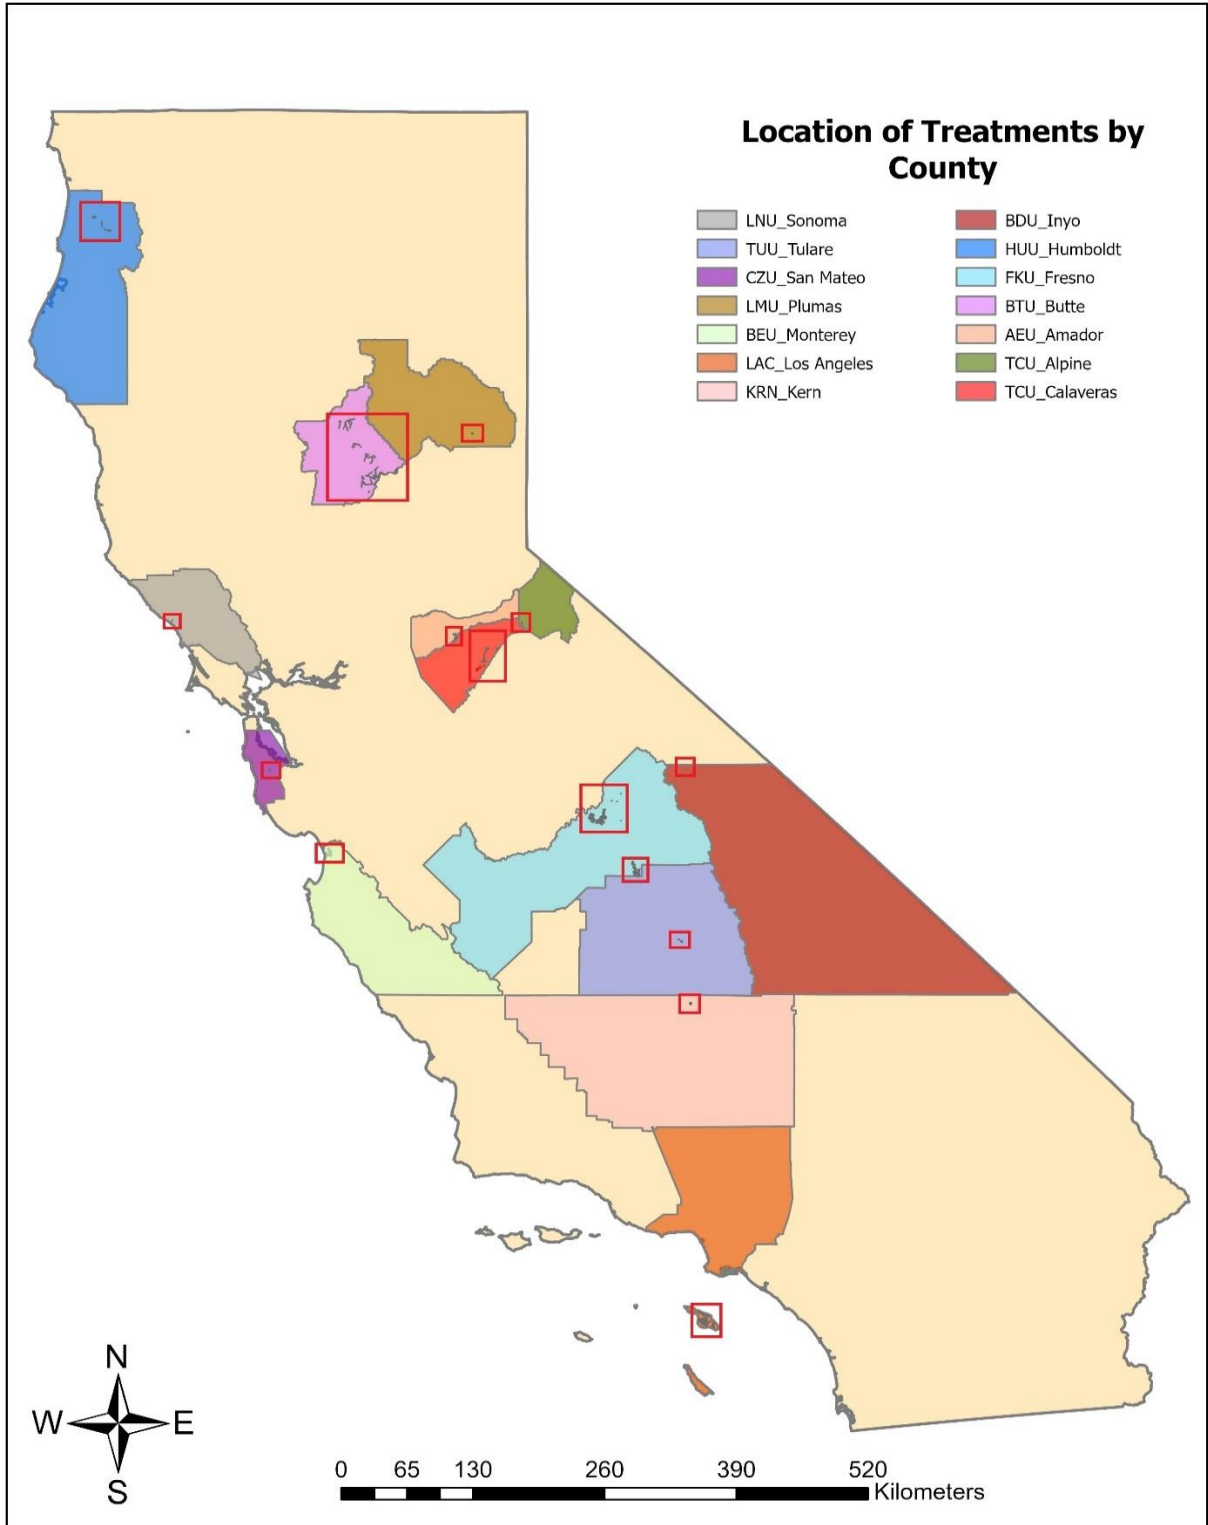 Location of Treatments by
County
LNU_Sonoma
TUU_Tulare
CZU_San Mateo
LMU_Plumas
BEU_Monterey
LAC_Los Angeles
KRN_Kern
BDU_Inyo
HUU_Humboldt
FKU_Fresno
BTU_Butte
AEU_Amador
TCU_Alpine
TCU_Calaveras
N
W E
S
0 65 130 260 390 520
Kilometers